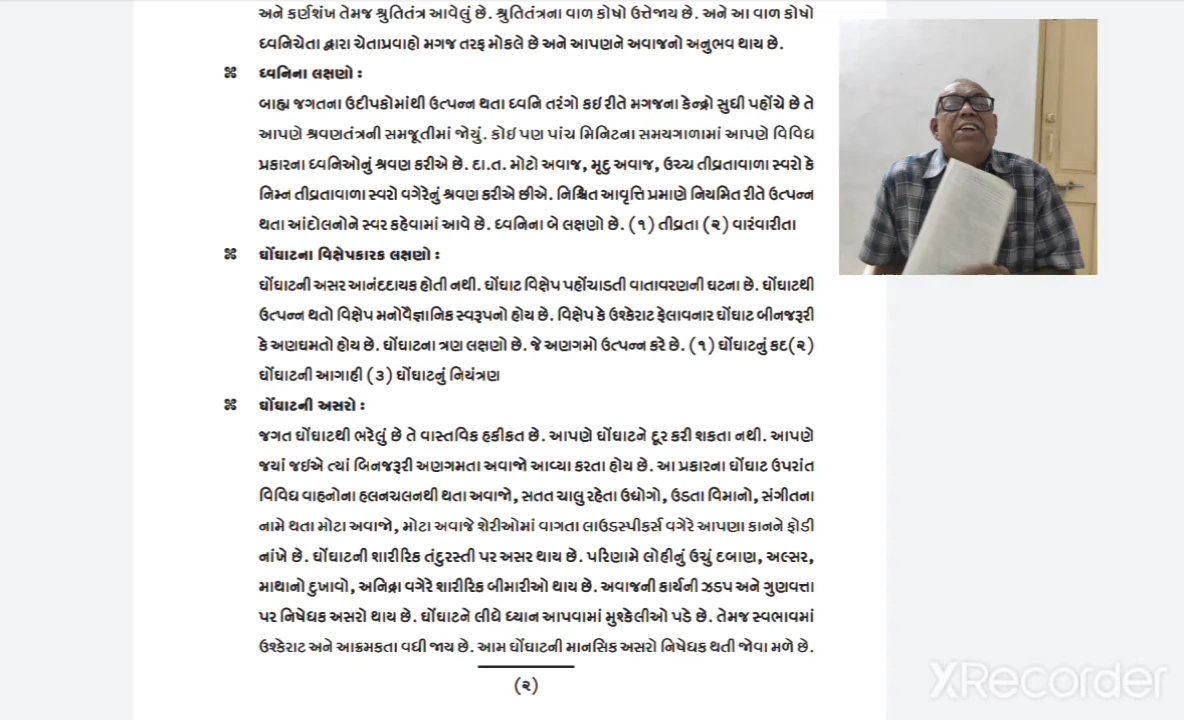 અને કર્ણશંખ તેમજ શ્રુતિતંત્ર આવેલું છે. શ્રુતિતંત્રના વાળ કોષો ઉત્તેજાય છે. અને આ વાળ કોષો
ધ્વનિચેતા દ્વારા ચેતાપ્રવાહો મગજ તરફ મોકલે છે અને આપણને અવાજનો અનુભવ થાય છે.
⌘ ધ્વનિના લક્ષણો :
બાહ્ય જગતના ઉદીપકોમાંથી ઉત્પન્ન થતા ધ્વનિ તરંગો કઇ રીતે મગજના કેન્દ્રો સુધી પહોંચે છે તે
આપણે શ્રવણતંત્રની સમજૂતીમાં જોયું. કોઇ પણ પાંચ મિનિટના સમયગાળામાં આપણે વિવિધ
પ્રકારના ધ્વનિઓનું શ્રવણ કરીએ છે. દા.ત. મોટો અવાજ, મૃદુ અવાજ, ઉચ્ચ તીવ્રતાવાળા સ્વરો કે
નિમ્ન તીવ્રતાવાળા સ્વરો વગેરેનું શ્રવણ કરીએ છીએ. નિશ્ચિત આવૃત્તિ પ્રમાણે નિયમિત રીતે ઉત્પન્ન
થતા આંદોલનોને સ્વર કહેવામાં આવે છે. ધ્વનિના બે લક્ષણો છે. (૧) તીવ્રતા (૨) વારંવારીતા
⌘ ઘોંઘાટના વિક્ષેપકારક લક્ષણો :
ઘોંઘાટની અસર આનંદદાયક હોતી નથી. ઘોંઘાટ વિક્ષેપ પહોંચાડતી વાતાવરણની ઘટના છે. ઘોંઘાટથી
ઉત્પન્ન થતો વિક્ષેપ મનોવૈજ્ઞાનિક સ્વરૂપનો હોય છે. વિક્ષેપ કે ઉશ્કેરાટ ફેલાવનાર ઘોંઘાટ બીનજરૂરી
કે અણઘમતો હોય છે. ઘોંઘાટના ત્રણ લક્ષણો છે. જે અણગમો ઉત્પન્ન કરે છે. (૧) ઘોંઘાટનું કદ(૨)
ઘોંઘાટની આગાહી (૩) ઘોંઘાટનું નિયંત્રણ
⌘ ઘોંઘાટની અસરો :
જગત ઘોંઘાટથી ભરેલું છે તે વાસ્તવિક હકીકત છે. આપણે ઘોંઘાટને દૂર કરી શકતા નથી. આપણે
જયાં જઇએ ત્યાં બિનજરૂરી અણગમતા અવાજો આવ્યા કરતા હોય છે. આ પ્રકારના ઘોંઘાટ ઉપરાંત
વિવિધ વાહનોના હલનચલનથી થતા અવાજો, સતત ચાલુ રહેતા ઉધોગો, ઉડતા વિમાનો, સંગીતના
નામે થતા મોટા અવાજો, મોટા અવાજે શેરીઓમાં વાગતા લાઉડસ્પીકર્સ વગેરે આપણા કાનને ફોડી
નાંખે છે. ઘોંઘાટની શારીરિક તંદુરસ્તી પર અસર થાય છે. પરિણામે લોહીનું ઉચું દબાણ, અલ્સર,
માથાનો દુખાવો, અનિદ્રા વગેરે શારીરિક બીમારીઓ થાય છે. અવાજની કાર્યની ઝડપ અને ગુણવત્તા
પર નિષેધક અસરો થાય છે. ઘોંઘાટને લીધે ધ્યાન આપવામાં મુશ્કેલીઓ પડે છે. તેમજ સ્વભાવમાં
ઉશ્કેરાટ અને આક્રમકતા વધી જાય છે. આમ ઘોંઘાટની માનસિક અસરો નિષેધક થતી જોવા મળે છે.
(૨)
XRecorder